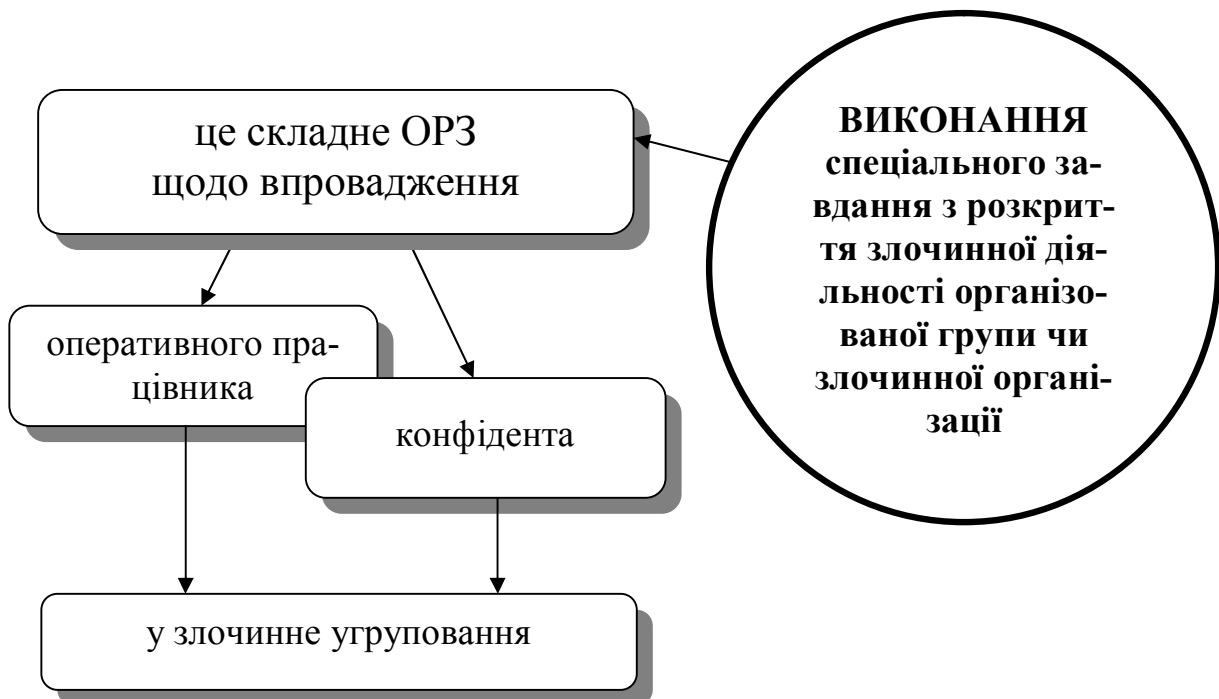 ВИКОНАННЯ
спеціального за-
вдання з розкрит-
тя злочинної дія-
льності організо-
ваної групи чи
злочинної органі-
зації
це складне ОРЗ
щодо впровадження
оперативного пра-
цівника
конфідента
у злочинне угруповання